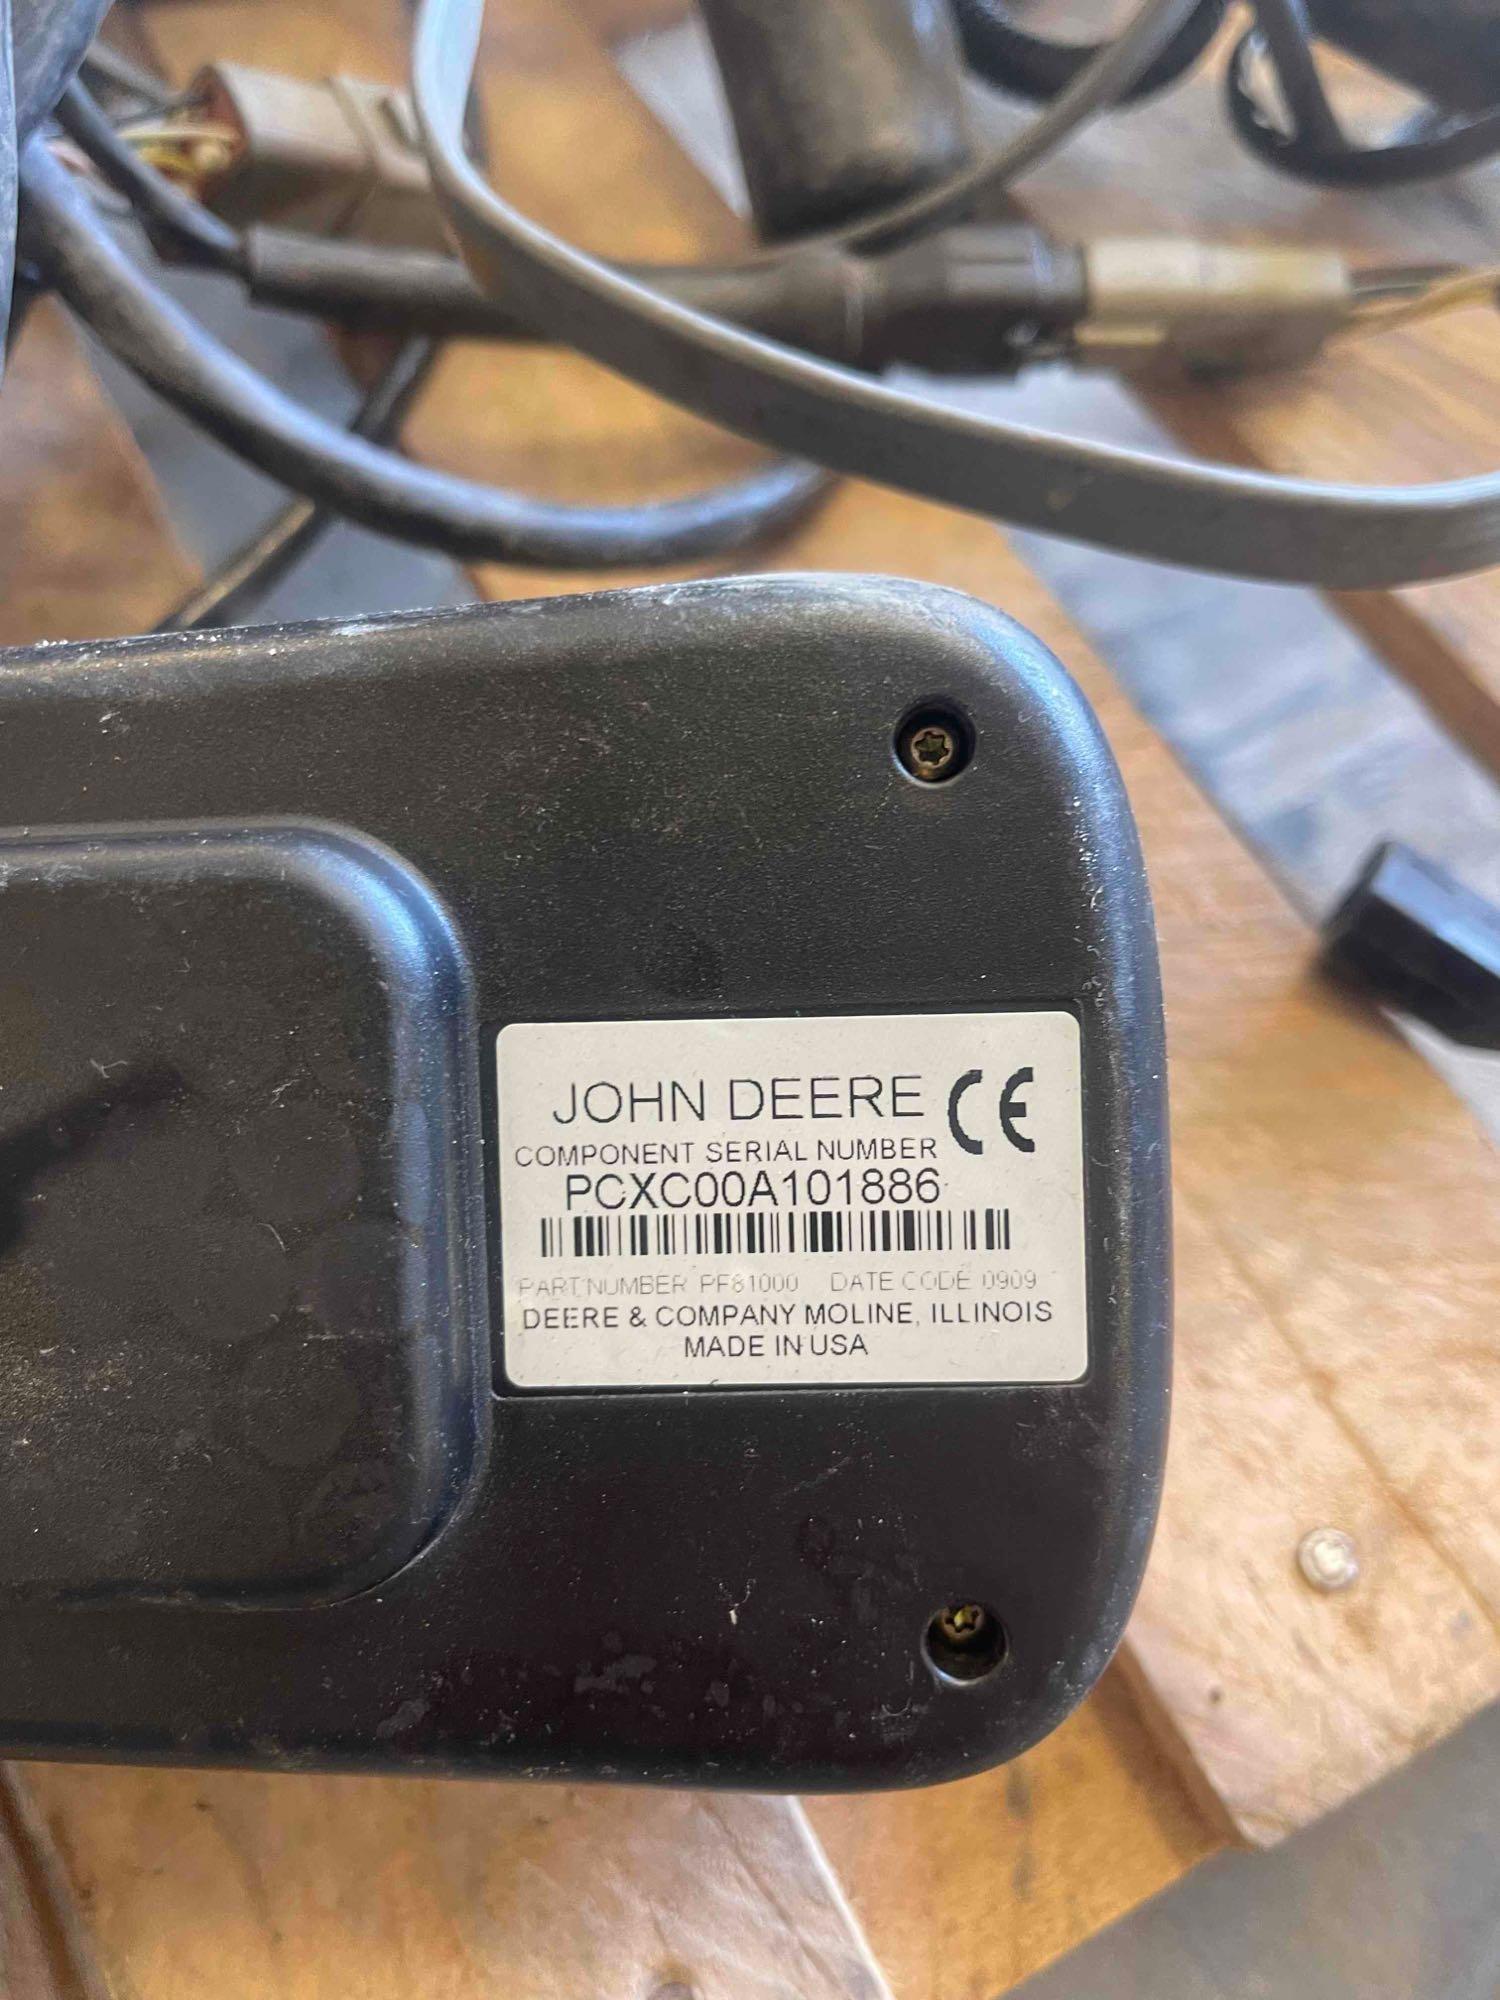 JOHN DEERE CE
COMPONENT SERIAL NUMBER
PCXC00A101886
PART NUMBER PF81000 DATE CODE 0909
DEERE & COMPANY MOLINE, ILLINOIS
MADE IN USA